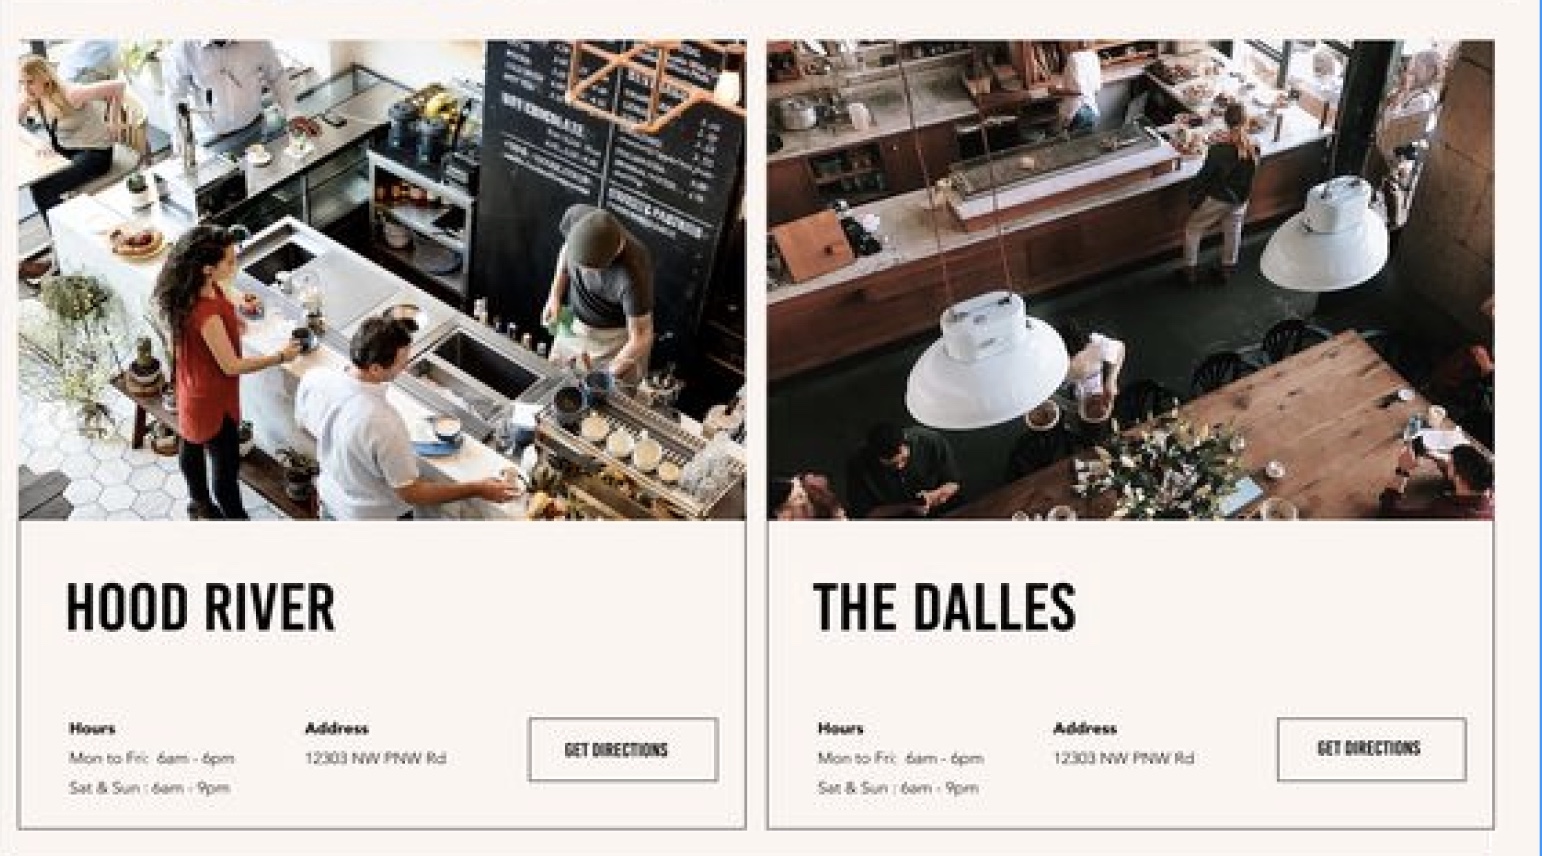 HOT CHOCOLATE
HOOD RIVER
Hours
Mon to Fri: 6am - 6pm
Sat & Sun : 6am - 9pm
Address
12303 NW PNW Rd
GET DIRECTIONS
THE DALLES
Hours
Mon to Fri: 6am - 6pm
Sat & Sun : 6am - 9pm
Address
12303 NW PNW Rd
GET DIRECTIONS